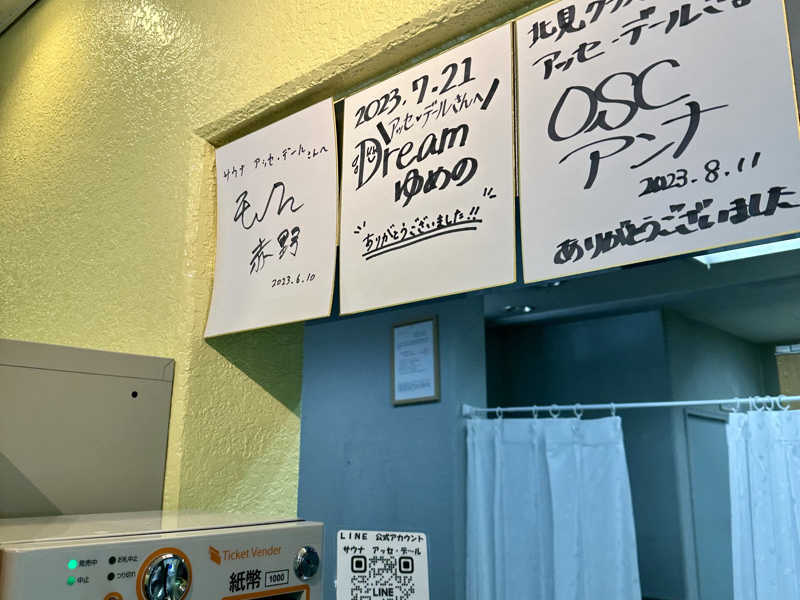 サウナ アッセ・デールさんへ
赤野
2023.6.10
2023.7.21
アッセ・デールさんへ
Dream
ゆめの
ありがとうございました!!
北見サウナ
アッセ・デールさま
OSC
アンナ
2023.8.11
ありがとうございました
発売中
お札中止
中止
つり切れ
Ticket Vender
紙幣 1000
LINE 公式アカウント
サウナ アッセ・デール
LINE